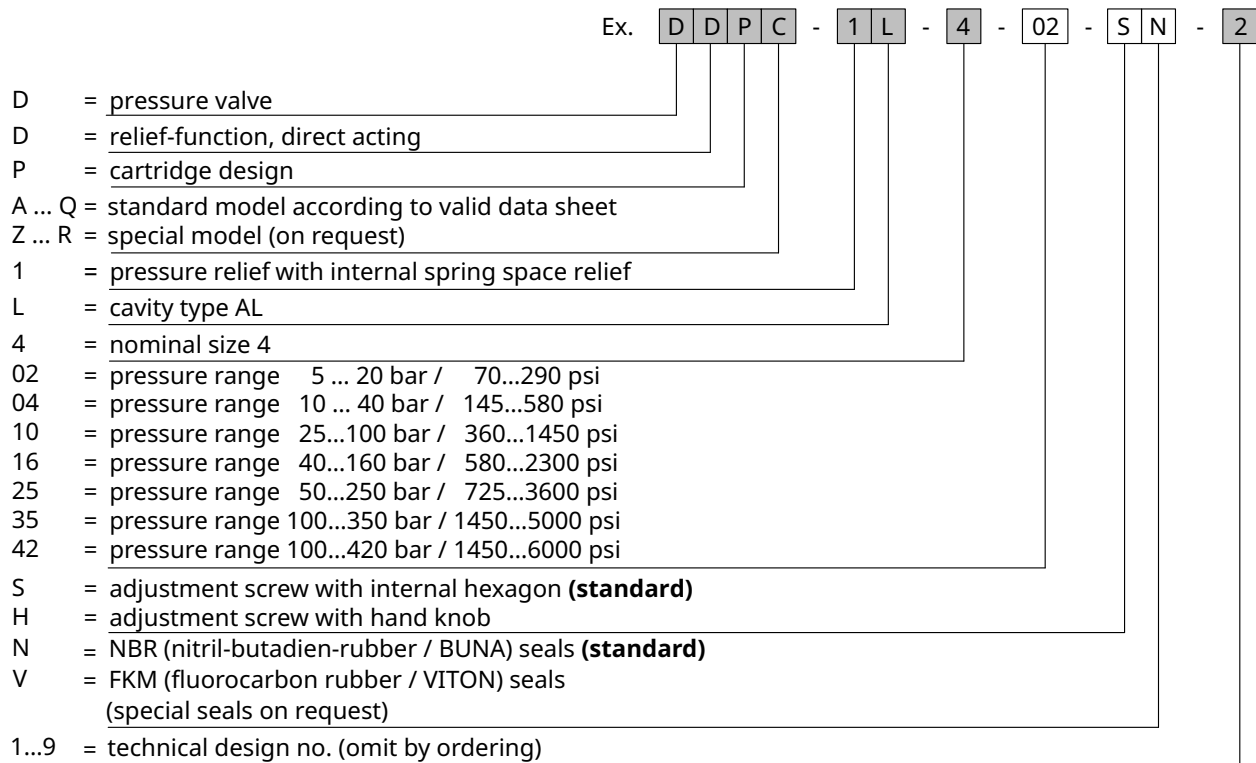 Ex. D D P C - 1 L - 4 - 02 - S N - 2
D = pressure valve
D = relief-function, direct acting
P = cartridge design
A ... Q = standard model according to valid data sheet
Z ... R = special model (on request)
1 = pressure relief with internal spring space relief
L = cavity type AL
4 = nominal size 4
02 = pressure range 5 ... 20 bar / 70...290 psi
04 = pressure range 10 ... 40 bar / 145...580 psi
10 = pressure range 25...100 bar / 360...1450 psi
16 = pressure range 40...160 bar / 580...2300 psi
25 = pressure range 50...250 bar / 725...3600 psi
35 = pressure range 100...350 bar / 1450...5000 psi
42 = pressure range 100...420 bar / 1450...6000 psi
S = adjustment screw with internal hexagon (standard)
H = adjustment screw with hand knob
N = NBR (nitril-butadien-rubber / BUNA) seals (standard)
V = FKM (fluorocarbon rubber / VITON) seals
(special seals on request)
1...9 = technical design no. (omit by ordering)